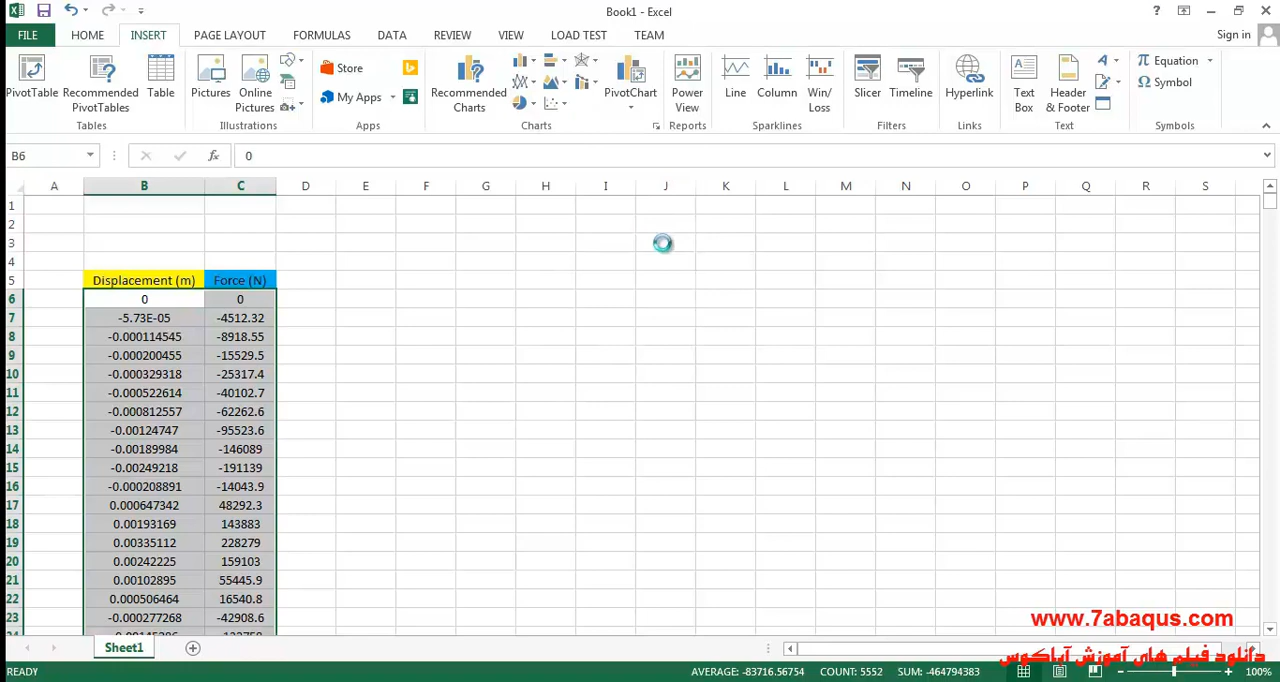 Book1 - Excel
?
FILE HOME INSERT PAGE LAYOUT FORMULAS DATA REVIEW VIEW LOAD TEST TEAM Sign in
PivotTable Recommended PivotTables Table
Pictures Online Pictures
Store
My Apps
Recommended Charts
PivotChart
Power View
Line Column Win/Loss
Slicer Timeline
Hyperlink
Text Box Header & Footer
π Equation
Ω Symbol
Tables Illustrations Apps Charts Reports Sparklines Filters Links Text Symbols
B6 fx 0
A B C D E F G H I J K L M N O P Q R S
1
2
3
4
5 Displacement (m) Force (N)
6 0 0
7 -5.73E-05 -4512.32
8 -0.000114545 -8918.55
9 -0.000200455 -15529.5
10 -0.000329318 -25317.4
11 -0.000522614 -40102.7
12 -0.000812557 -62262.6
13 -0.00124747 -95523.6
14 -0.00189984 -146089
15 -0.00249218 -191139
16 -0.000208891 -14043.9
17 0.000647342 48292.3
18 0.00193169 143883
19 0.00335112 228279
20 0.00242225 159103
21 0.00102895 55445.9
22 0.000506464 16540.8
23 -0.000277268 -42908.6
www.7abaqus.com
Sheet1
دانلود فیلم های آموزش آباکوس
READY AVERAGE: -83716.56754 COUNT: 5552 SUM: -464794383 100%